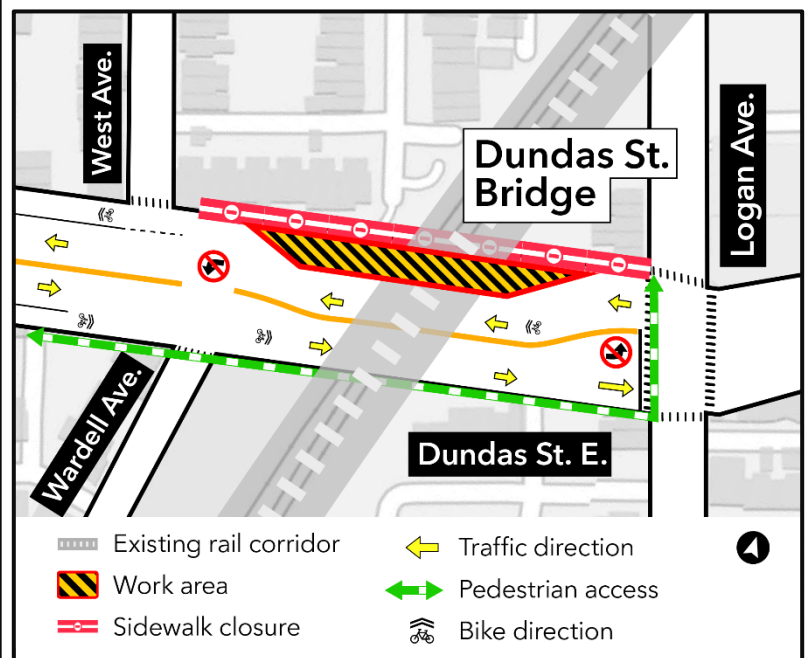 West Ave.
Dundas St.
Bridge
Logan Ave.
Wardell Ave.
Dundas St. E.
Existing rail corridor
Traffic direction
Work area
Pedestrian access
Sidewalk closure
Bike direction